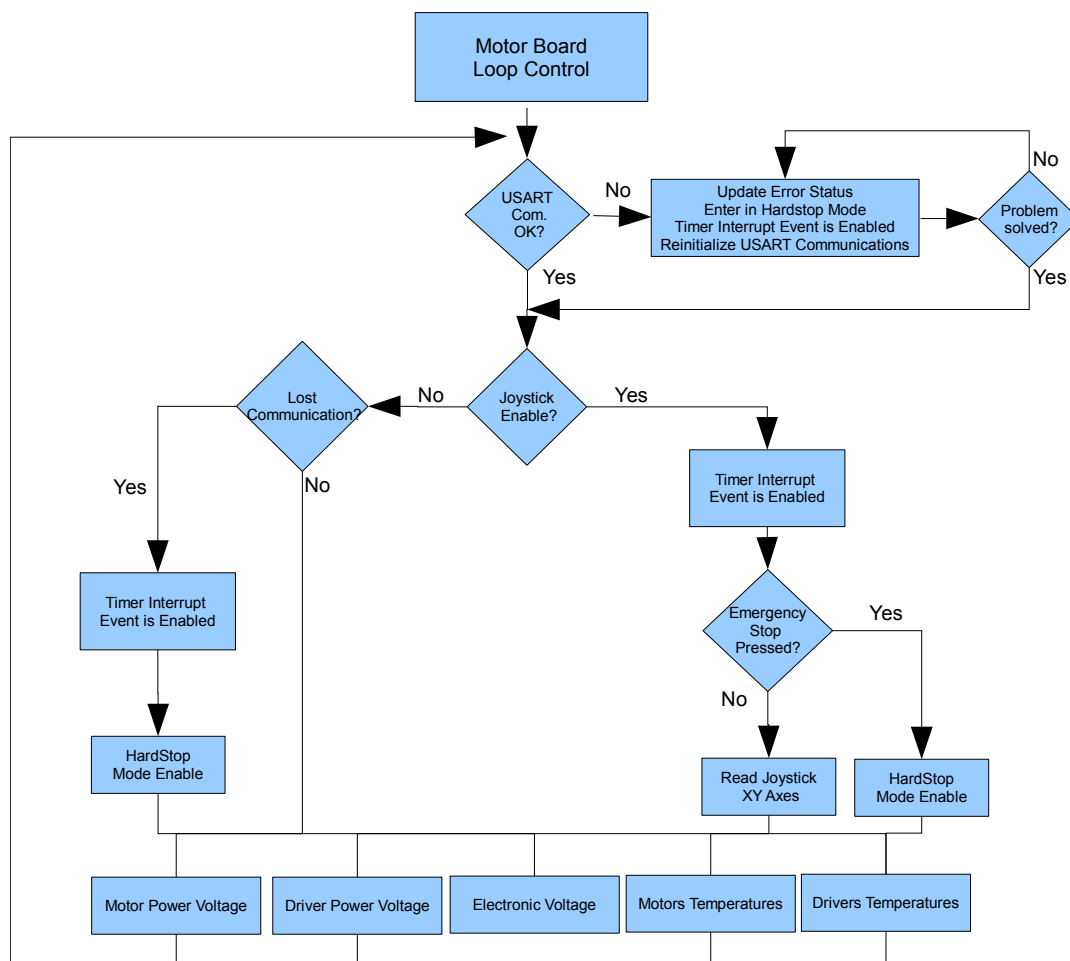 Motor Board
Loop Control
USART
Com.
OK?
No
Update Error Status
Enter in Hardstop Mode
Timer Interrupt Event is Enabled
Reinitialize USART Communications
No
Problem
solved?
Yes
Yes
Lost
Communication?
No
Joystick
Enable?
Yes
Timer Interrupt
Event is Enabled
Yes
No
Timer Interrupt
Event is Enabled
Emergency
Stop
Pressed?
Yes
No
HardStop
Mode Enable
Read Joystick
XY Axes
HardStop
Mode Enable
Motor Power Voltage
Driver Power Voltage
Electronic Voltage
Motors Temperatures
Drivers Temperatures